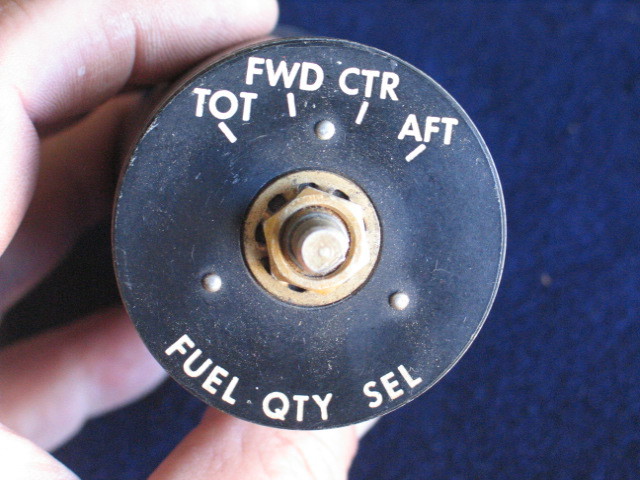 TOT FWD CTR AFT
FUEL QTY SEL